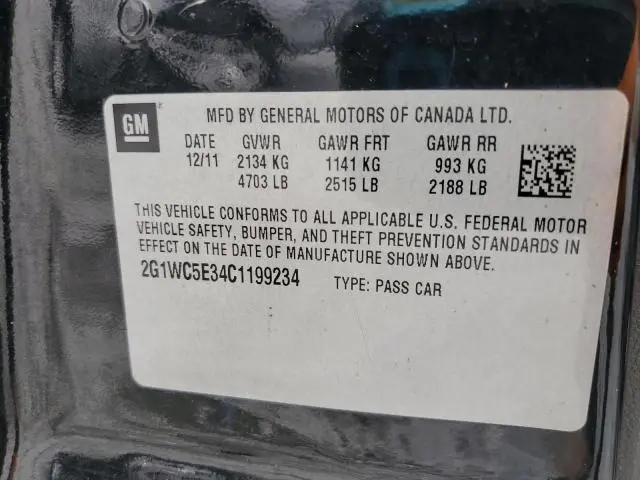 GM
MFD BY GENERAL MOTORS OF CANADA LTD.
DATE GVWR GAWR FRT GAWR RR
12/11 2134 KG 1141 KG 993 KG
4703 LB 2515 LB 2188 LB
THIS VEHICLE CONFORMS TO ALL APPLICABLE U.S. FEDERAL MOTOR
VEHICLE SAFETY, BUMPER, AND THEFT PREVENTION STANDARDS IN
EFFECT ON THE DATE OF MANUFACTURE SHOWN ABOVE.
2G1WC5E34C1199234 TYPE: PASS CAR